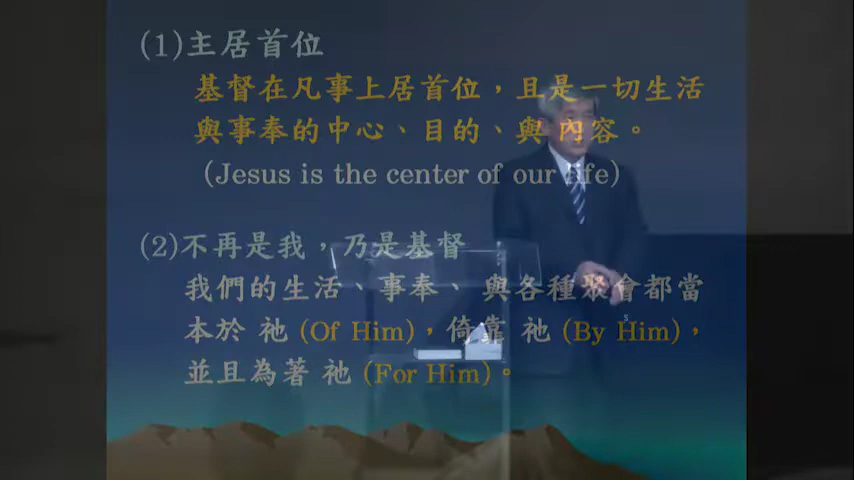 (1)主居首位
基督在凡事上居首位，且是一切生活
與事奉的中心、目的、與 內容。
(Jesus is the center of our life)
(2)不再是我，乃是基督
我們的生活、事奉、 與各種聚會都當
本於 祂 (Of Him)，倚靠 祂 (By Him)，
並且為著 祂 (For Him)。